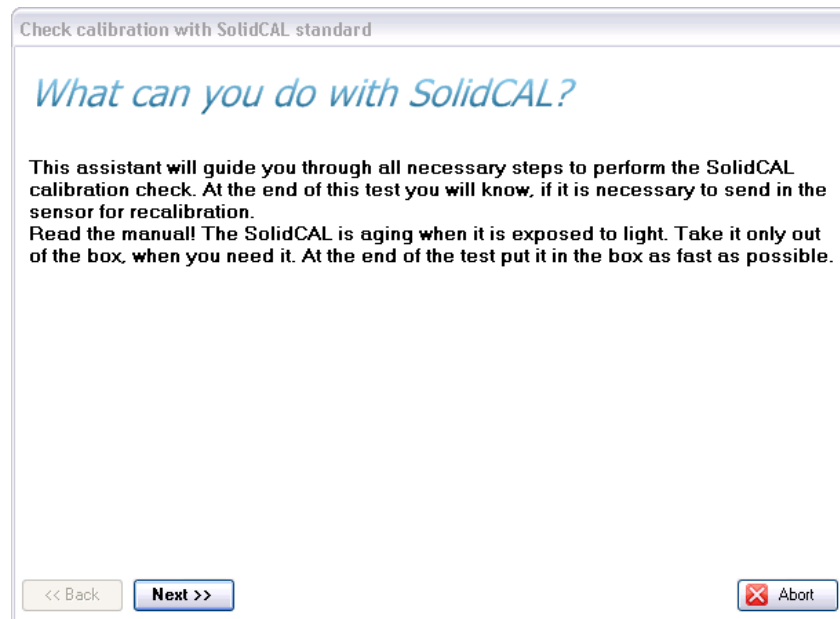 Check calibration with SolidCAL standard
What can you do with SolidCAL?
This assistant will guide you through all necessary steps to perform the SolidCAL
calibration check. At the end of this test you will know, if it is necessary to send in the
sensor for recalibration.
Read the manual! The SolidCAL is aging when it is exposed to light. Take it only out
of the box, when you need it. At the end of the test put it in the box as fast as possible.
<< Back
Next >>
Abort